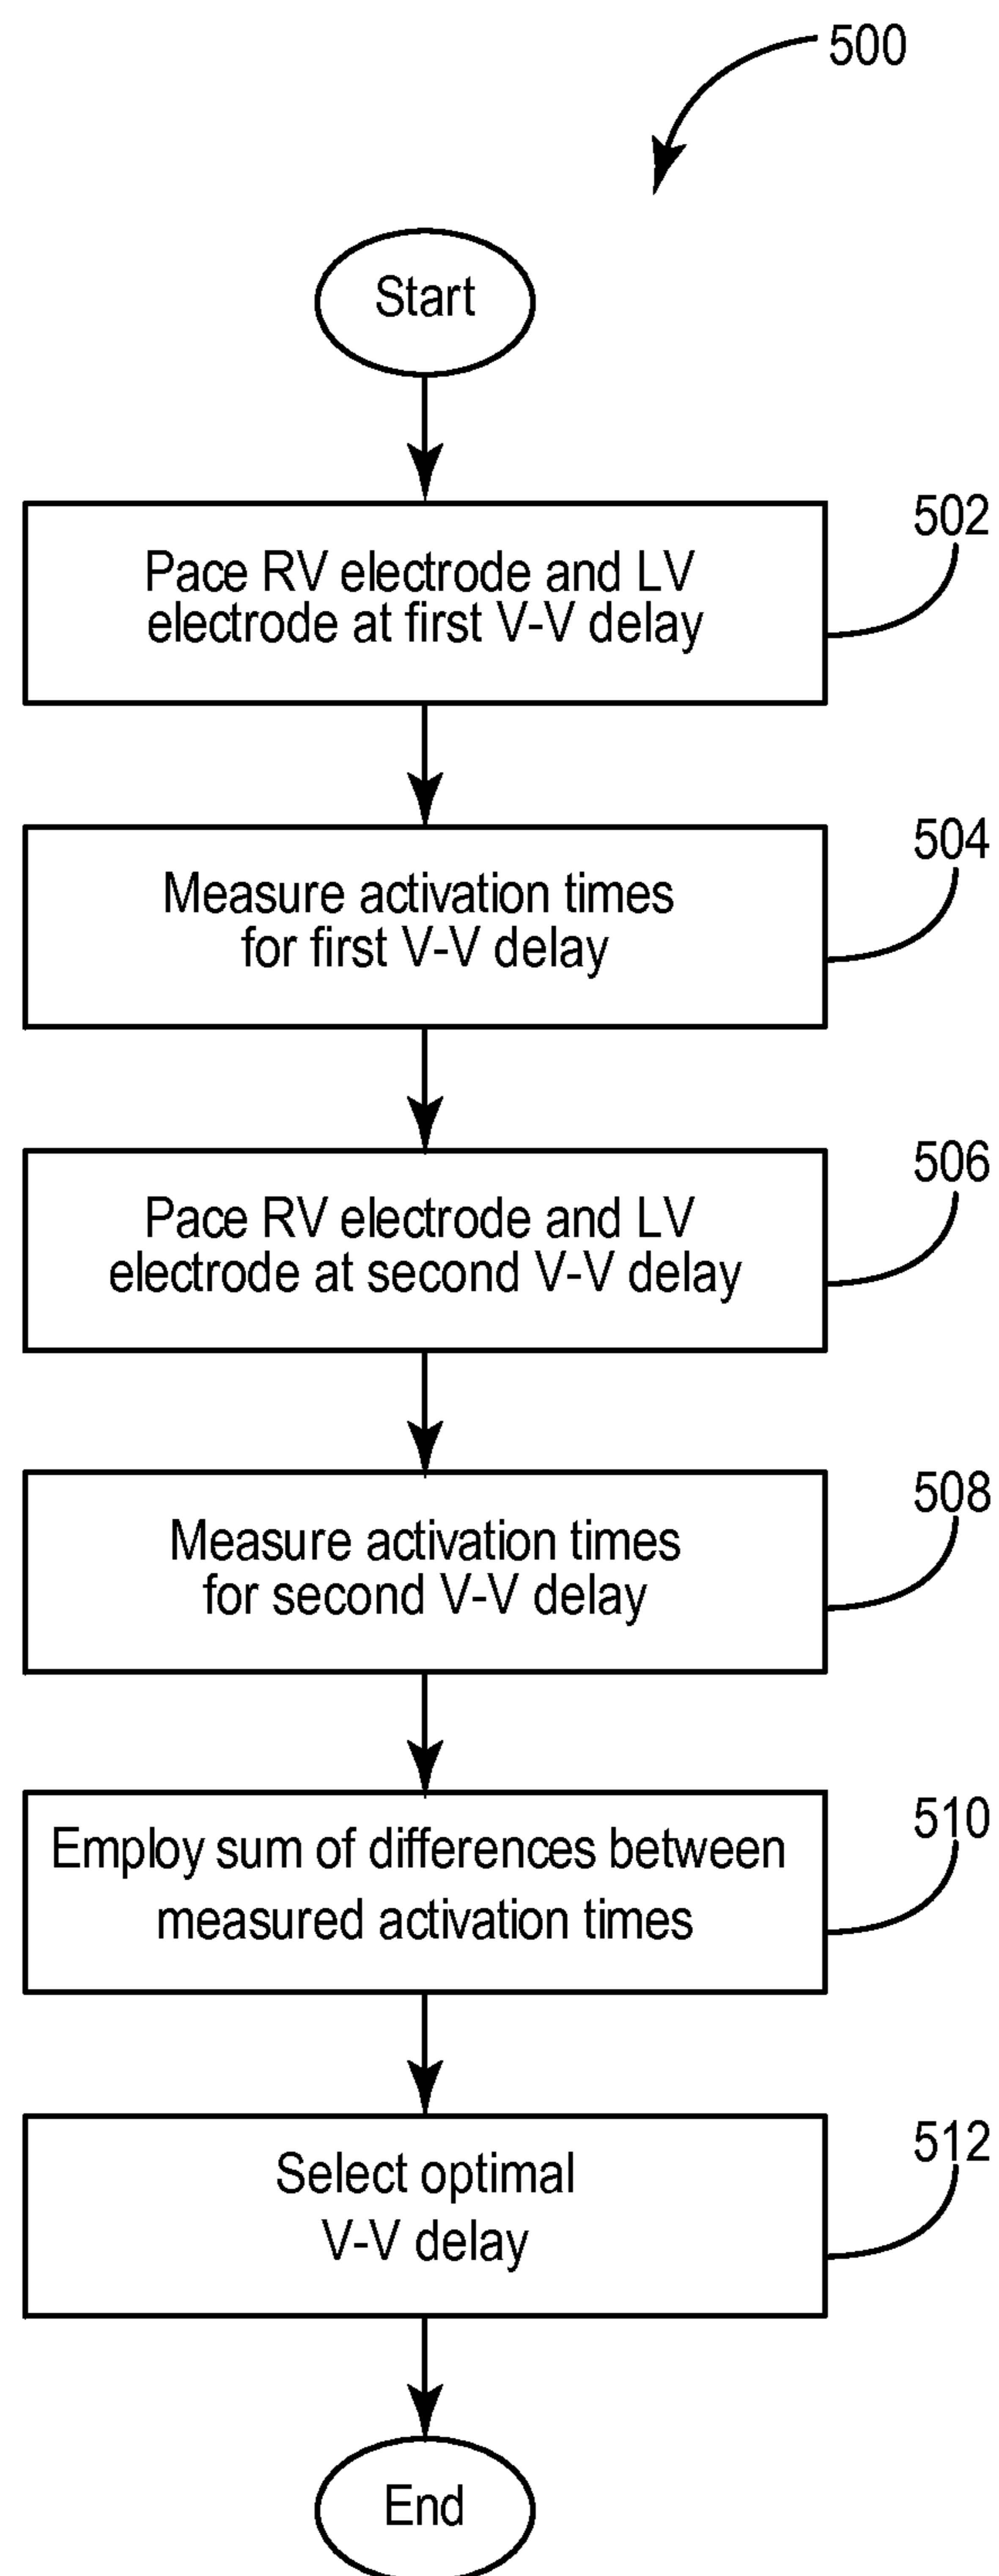 500
Start
502
Pace RV electrode and LV
electrode at first V-V delay
504
Measure activation times
for first V-V delay
506
Pace RV electrode and LV
electrode at second V-V delay
508
Measure activation times
for second V-V delay
510
Employ sum of differences between
measured activation times
512
Select optimal
V-V delay
End